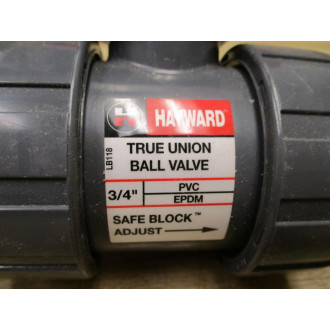 HAYWARD
TRUE UNION
BALL VALVE
LB118
3/4" PVC
EPDM
SAFE BLOCK™
ADJUST →